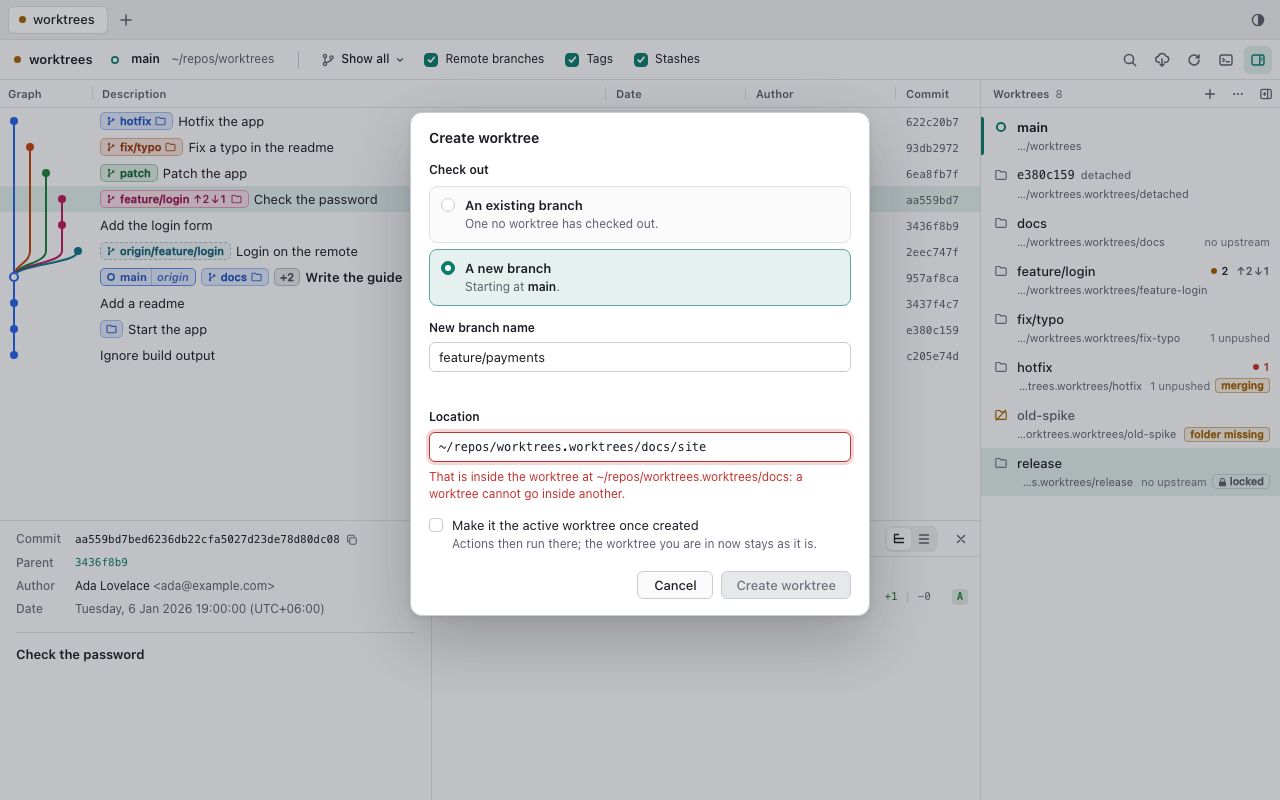 worktrees
worktrees main ~/repos/worktrees Show all Remote branches Tags Stashes
Graph Description Date Author Commit
hotfix Hotfix the app 622c20b7
fix/typo Fix a typo in the readme 93db2972
patch Patch the app 6ea8fb7f
feature/login ↑2↓1 Check the password aa559bd7
Add the login form 3436f8b9
origin/feature/login Login on the remote 2eec747f
main origin docs +2 Write the guide 957af8ca
Add a readme 3437f4c7
Start the app e380c159
Ignore build output c205e74d
Worktrees 8
main
.../worktrees
e380c159 detached
.../worktrees.worktrees/detached
docs
.../worktrees.worktrees/docs no upstream
feature/login 2 ↑2↓1
.../worktrees.worktrees/feature-login
fix/typo
.../worktrees.worktrees/fix-typo 1 unpushed
hotfix 1
...trees.worktrees/hotfix 1 unpushed merging
old-spike
...orktrees.worktrees/old-spike folder missing
release
...s.worktrees/release no upstream locked
Create worktree
Check out
An existing branch
One no worktree has checked out.
A new branch
Starting at main.
New branch name
feature/payments
Location
~/repos/worktrees.worktrees/docs/site
That is inside the worktree at ~/repos/worktrees.worktrees/docs: a
worktree cannot go inside another.
Make it the active worktree once created
Actions then run there; the worktree you are in now stays as it is.
Cancel Create worktree
Commit aa559bd7bed6236db22cfa5027d23de78d80dc08
Parent 3436f8b9
Author Ada Lovelace <ada@example.com>
Date Tuesday, 6 Jan 2026 19:00:00 (UTC+06:00)
Check the password
+1 | −0 A